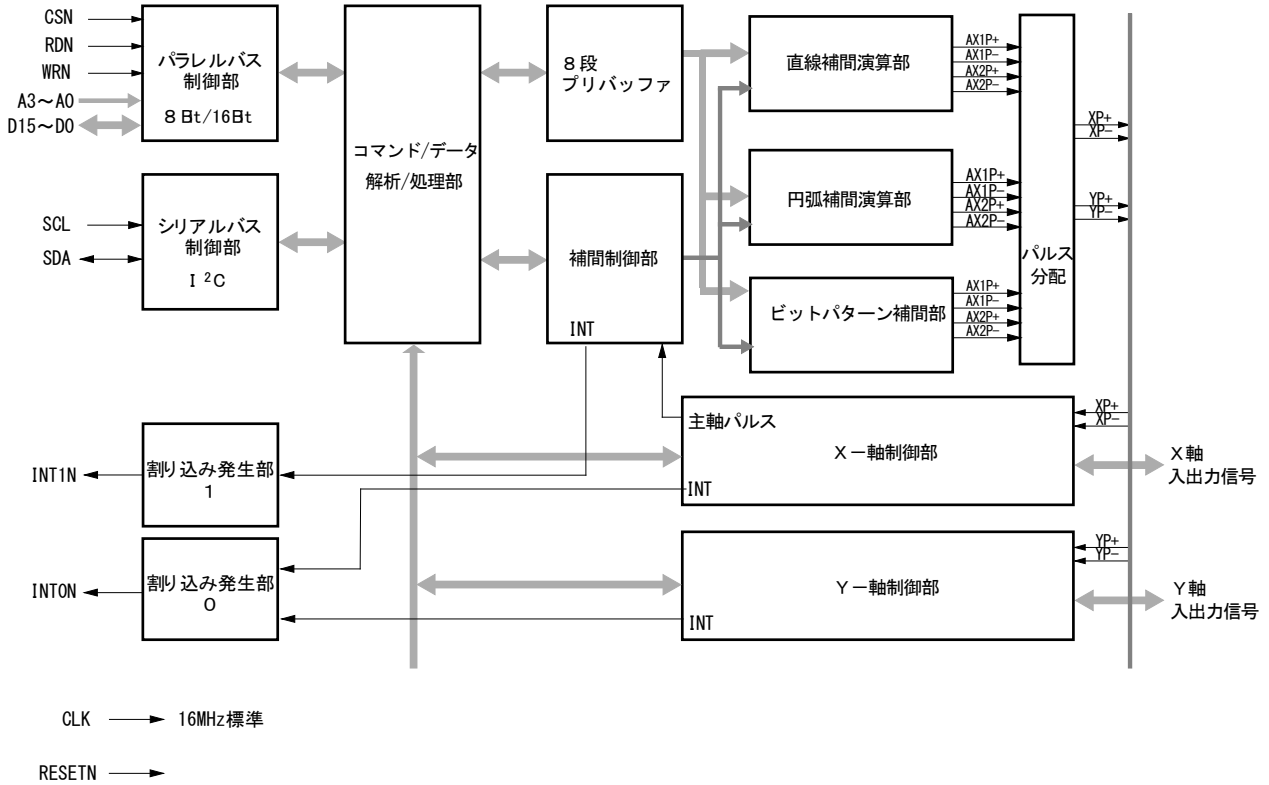 CSN
RDN
WRN
A3～A0
D15～D0
パラレルバス
制御部
8日t/16日t
SCL
SDA
シリアルバス
制御部
I ²C
コマンド/データ
解析/処理部
8段
プリバッファ
補間制御部
INT
直線補間演算部
AX1P+
AX1P-
AX2P+
AX2P-
円弧補間演算部
AX1P+
AX1P-
AX2P+
AX2P-
ビットパターン補間部
AX1P+
AX1P-
AX2P+
AX2P-
パルス
分配
XP+
XP-
YP+
YP-
主軸パルス
X－軸制御部
INT
XP+
XP-
X軸
入出力信号
INT1N
割り込み発生部
1
Y－軸制御部
INT
YP+
YP-
Y軸
入出力信号
INT0N
割り込み発生部
0
CLK
16MHz標準
RESETN